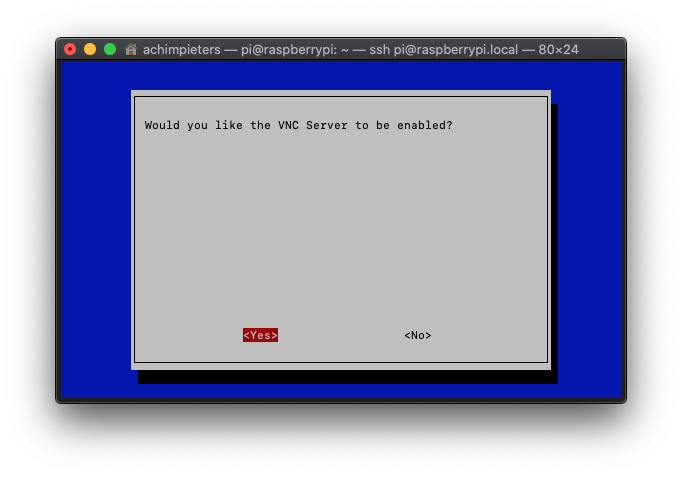 achimpieters — pi@raspberrypi: ~ — ssh pi@raspberrypi.local — 80×24
Would you like the VNC Server to be enabled?
<Yes> <No>